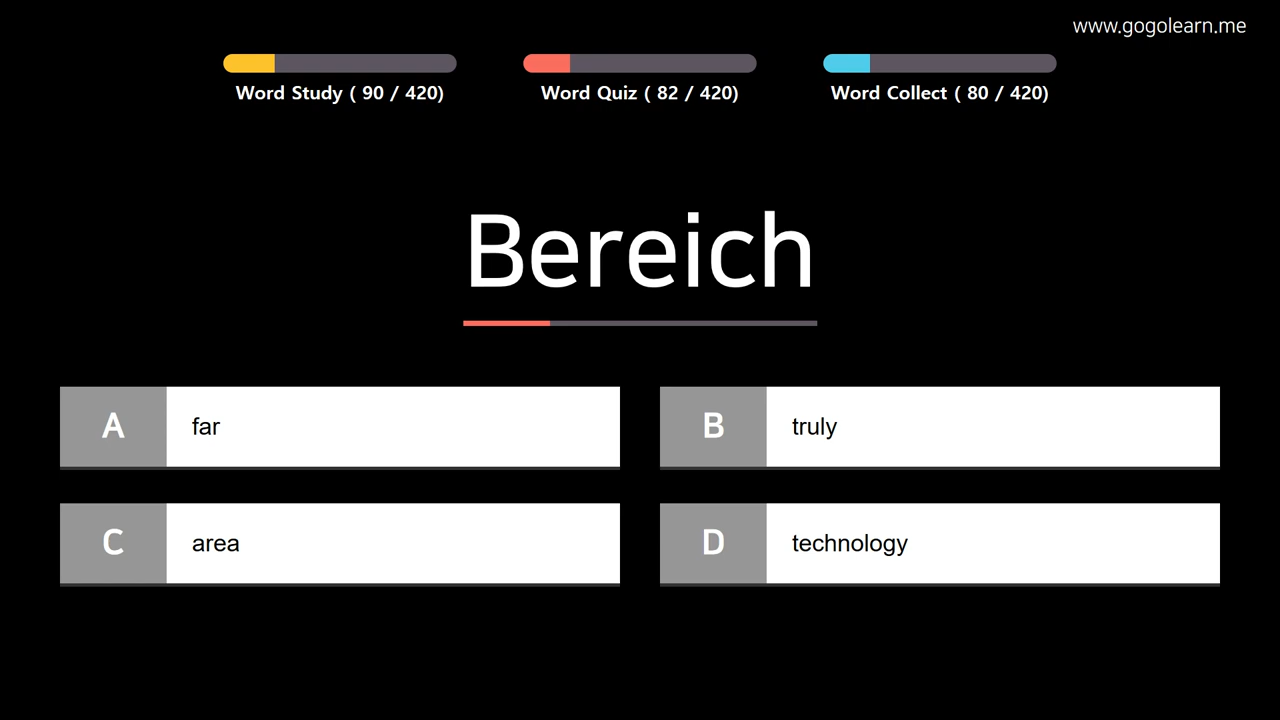 www.gogolearn.me
Word Study ( 90 / 420)
Word Quiz ( 82 / 420)
Word Collect ( 80 / 420)
Bereich
A far
B truly
C area
D technology